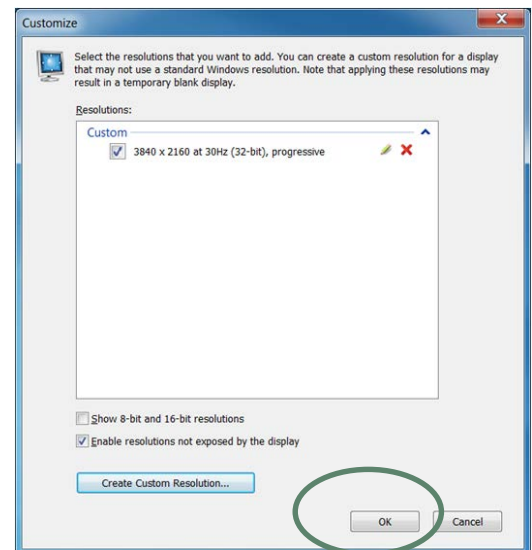 Customize
Select the resolutions that you want to add. You can create a custom resolution for a display
that may not use a standard Windows resolution. Note that applying these resolutions may
result in a temporary blank display.
Resolutions:
Custom
3840 x 2160 at 30Hz (32-bit), progressive
Show 8-bit and 16-bit resolutions
Enable resolutions not exposed by the display
Create Custom Resolution...
OK Cancel